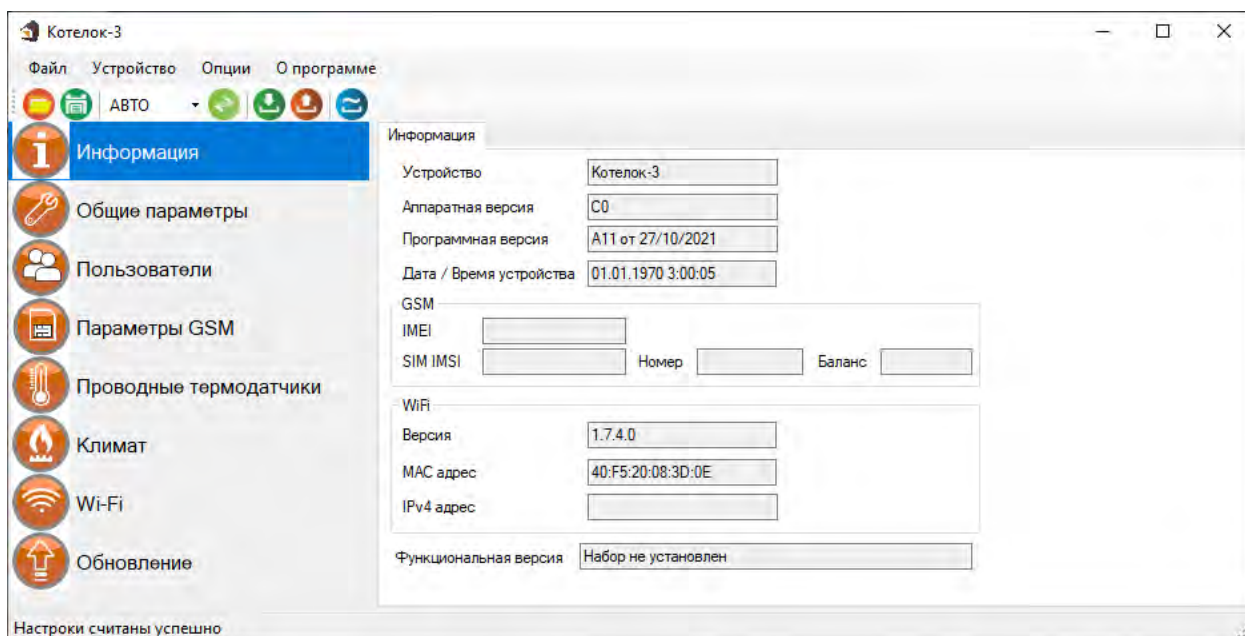 Котелок-3
Файл Устройство Опции О программе
АВТО
Информация
Общие параметры
Пользователи
Параметры GSM
Проводные термодатчики
Климат
Wi-Fi
Обновление
Информация
Устройство Котелок-3
Аппаратная версия C0
Программная версия A11 от 27/10/2021
Дата / Время устройства 01.01.1970 3:00:05
GSM
IMEI
SIM IMSI Номер Баланс
WiFi
Версия 1.7.4.0
MAC адрес 40:F5:20:08:3D:0E
IPv4 адрес
Функциональная версия Набор не установлен
Настроки считаны успешно